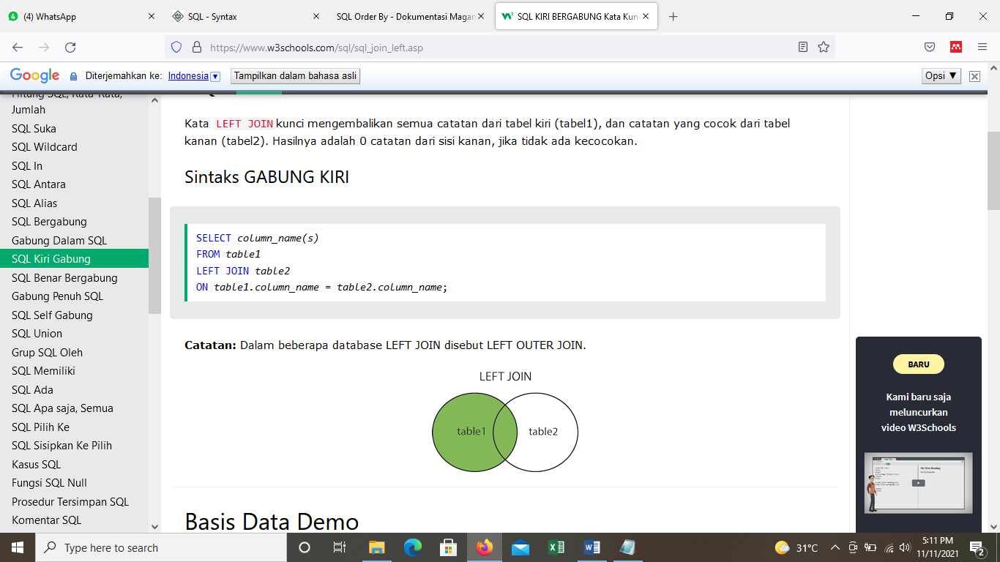 (4) WhatsApp
SQL - Syntax
SQL Order By - Dokumentasi Magan
SQL KIRI BERGABUNG Kata Kunc
https://www.w3schools.com/sql/sql_join_left.asp
Google
Diterjemahkan ke: Indonesia
Tampilkan dalam bahasa asli
Opsi ▼
Hitung SQL, Rata-Rata,
Jumlah
SQL Suka
SQL Wildcard
SQL In
SQL Antara
SQL Alias
SQL Bergabung
Gabung Dalam SQL
SQL Kiri Gabung
SQL Benar Bergabung
Gabung Penuh SQL
SQL Self Gabung
SQL Union
Grup SQL Oleh
SQL Memiliki
SQL Ada
SQL Apa saja, Semua
SQL Pilih Ke
SQL Sisipkan Ke Pilih
Kasus SQL
Fungsi SQL Null
Prosedur Tersimpan SQL
Komentar SQL
Kata LEFT JOIN kunci mengembalikan semua catatan dari tabel kiri (tabel1), dan catatan yang cocok dari tabel
kanan (tabel2). Hasilnya adalah 0 catatan dari sisi kanan, jika tidak ada kecocokan.
Sintaks GABUNG KIRI
SELECT column_name(s)
FROM table1
LEFT JOIN table2
ON table1.column_name = table2.column_name;
Catatan: Dalam beberapa database LEFT JOIN disebut LEFT OUTER JOIN.
LEFT JOIN
table1
table2
Basis Data Demo
BARU
Kami baru saja
meluncurkan
video W3Schools
Type here to search
31°C
5:11 PM
11/11/2021
2